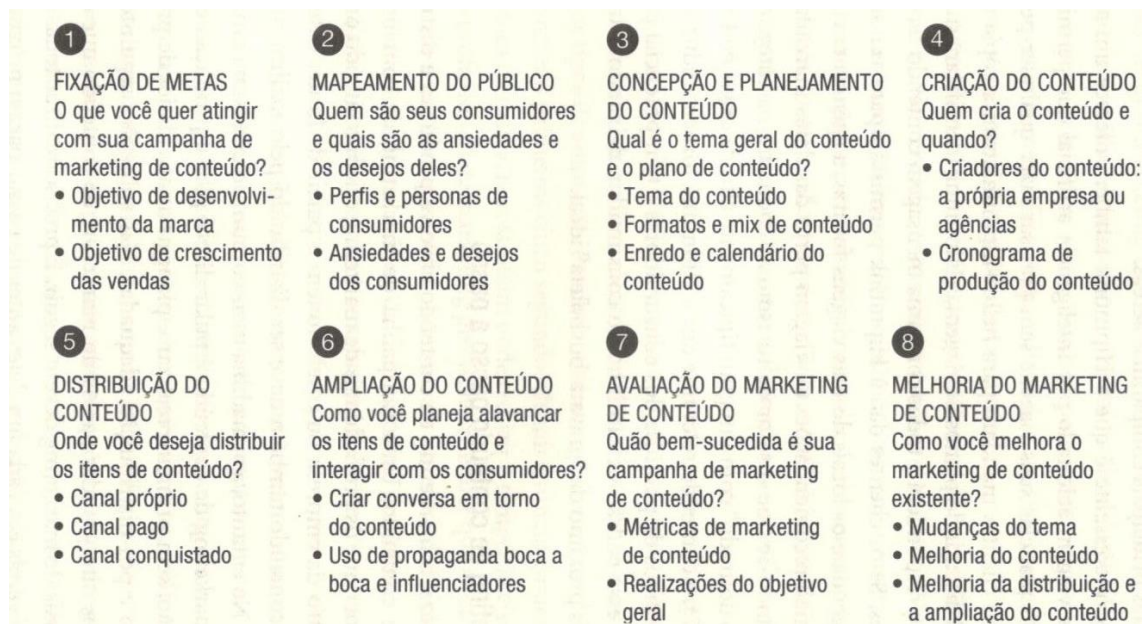 1
FIXAÇÃO DE METAS
O que você quer atingir
com sua campanha de
marketing de conteúdo?
• Objetivo de desenvolvi-
mento da marca
• Objetivo de crescimento
das vendas
2
MAPEAMENTO DO PÚBLICO
Quem são seus consumidores
e quais são as ansiedades e
os desejos deles?
• Perfis e personas de
consumidores
• Ansiedades e desejos
dos consumidores
3
CONCEPÇÃO E PLANEJAMENTO
DO CONTEÚDO
Qual é o tema geral do conteúdo
e o plano de conteúdo?
• Tema do conteúdo
• Formatos e mix de conteúdo
• Enredo e calendário do
conteúdo
4
CRIAÇÃO DO CONTEÚDO
Quem cria o conteúdo e
quando?
• Criadores do conteúdo:
a própria empresa ou
agências
• Cronograma de
produção do conteúdo
5
DISTRIBUIÇÃO DO
CONTEÚDO
Onde você deseja distribuir
os itens de conteúdo?
• Canal próprio
• Canal pago
• Canal conquistado
6
AMPLIAÇÃO DO CONTEÚDO
Como você planeja alavancar
os itens de conteúdo e
interagir com os consumidores?
• Criar conversa em torno
do conteúdo
• Uso de propaganda boca a
boca e influenciadores
7
AVALIAÇÃO DO MARKETING
DE CONTEÚDO
Quão bem-sucedida é sua
campanha de marketing
de conteúdo?
• Métricas de marketing
de conteúdo
• Realizações do objetivo
geral
8
MELHORIA DO MARKETING
DE CONTEÚDO
Como você melhora o
marketing de conteúdo
existente?
• Mudanças do tema
• Melhoria do conteúdo
• Melhoria da distribuição e
a ampliação do conteúdo